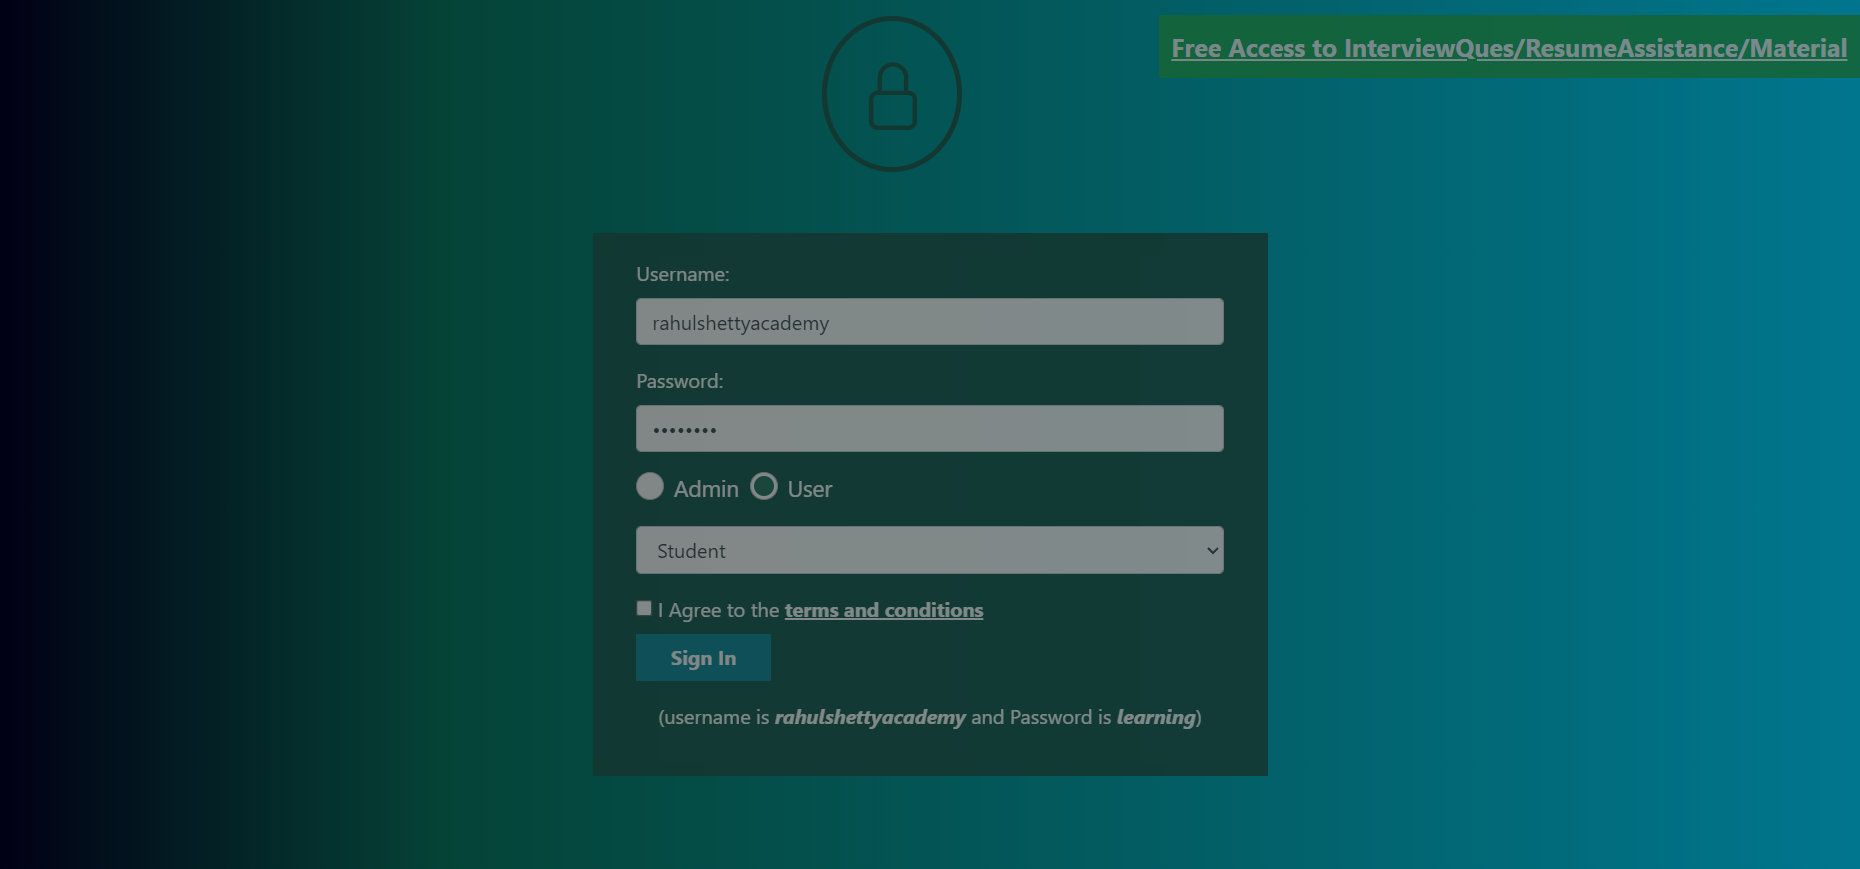 Free Access to InterviewQues/ResumeAssistance/Material
Username:
rahulshettyacademy
Password:
••••••••
Admin User
Student
I Agree to the terms and conditions
Sign In
(username is rahulshettyacademy and Password is learning)